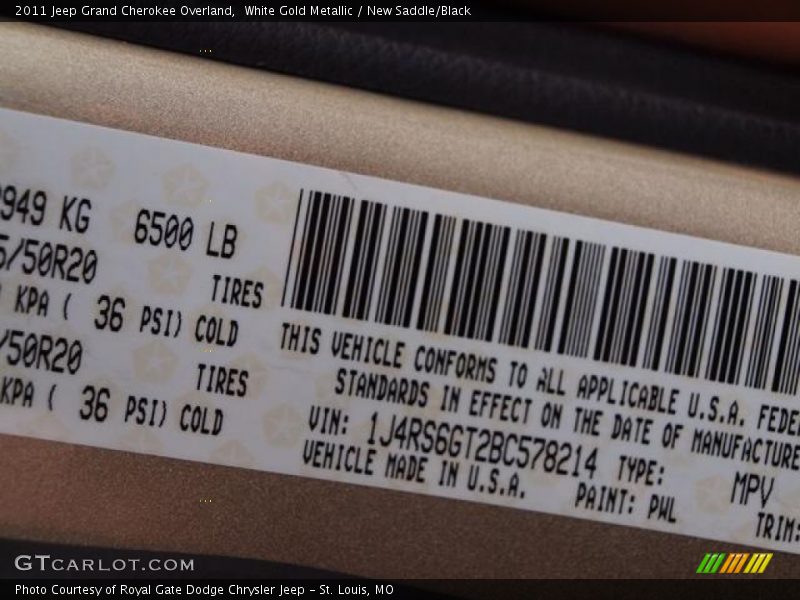 2011 Jeep Grand Cherokee Overland, White Gold Metallic / New Saddle/Black
949 KG 6500 LB
/50R20 TIRES
KPA ( 36 PSI) COLD
/50R20 TIRES
KPA ( 36 PSI) COLD
THIS VEHICLE CONFORMS TO ALL APPLICABLE U.S.A. FEDE
STANDARDS IN EFFECT ON THE DATE OF MANUFACTURE
VIN: 1J4RS6GT2BC578214 TYPE: MPV
VEHICLE MADE IN U.S.A. PAINT: PWL TRIM:
GTCARLOT.COM
Photo Courtesy of Royal Gate Dodge Chrysler Jeep - St. Louis, MO